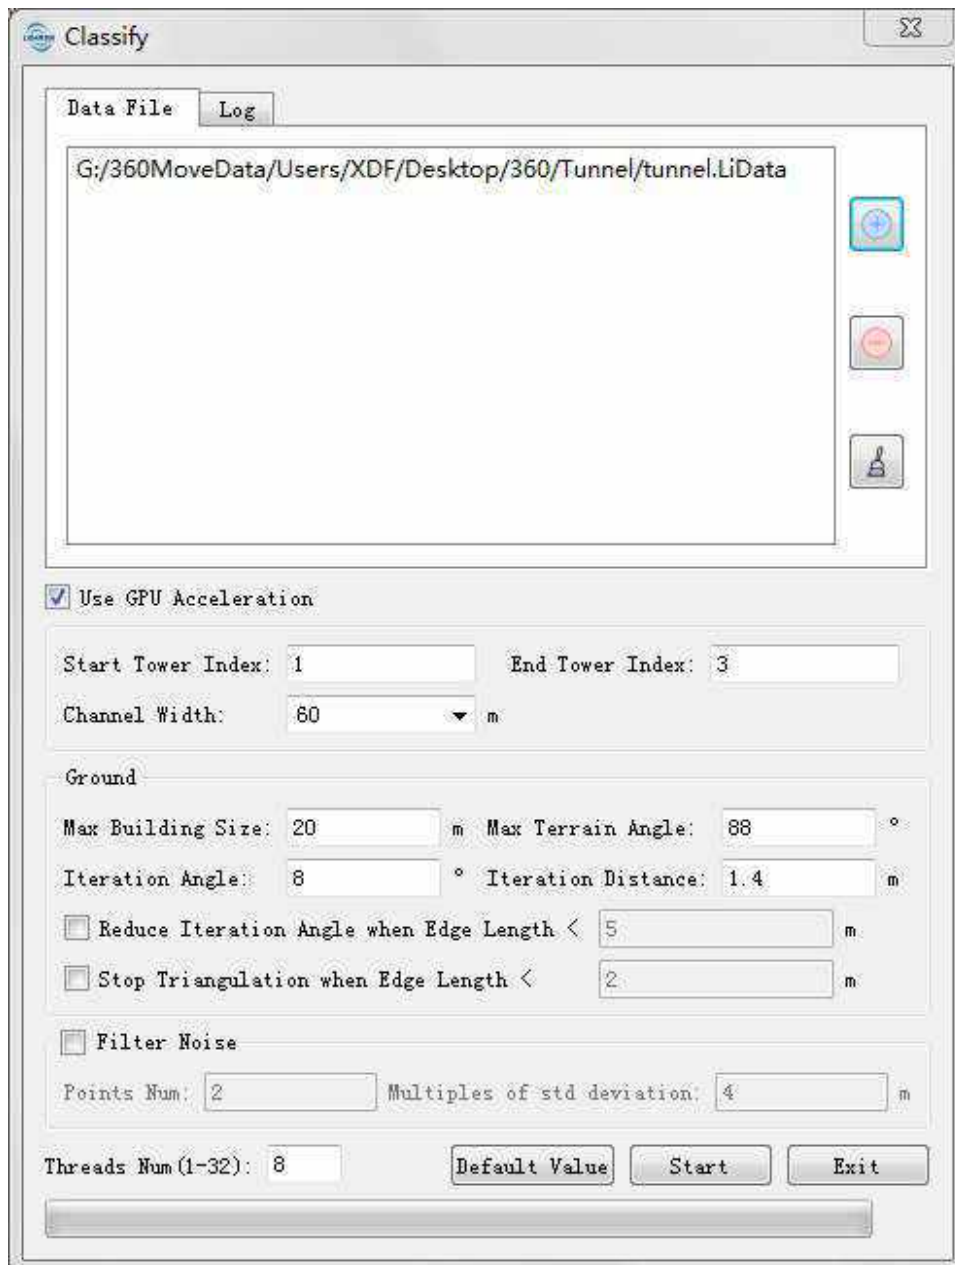 Classify
Data File Log
G:/360MoveData/Users/XDF/Desktop/360/Tunnel/tunnel.LiData
Use GPU Acceleration
Start Tower Index: 1 End Tower Index: 3
Channel Width: 60 m
Ground
Max Building Size: 20 m Max Terrain Angle: 88 °
Iteration Angle: 8 ° Iteration Distance: 1.4 m
Reduce Iteration Angle when Edge Length < 5 m
Stop Triangulation when Edge Length < 2 m
Filter Noise
Points Num: 2 Multiples of std deviation: 4 m
Threads Num(1-32): 8 Default Value Start Exit